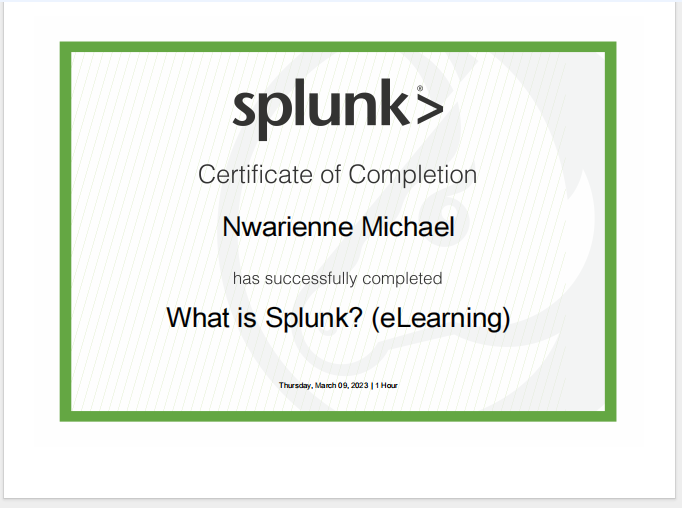 splunk>®
Certificate of Completion
Nwarienne Michael
has successfully completed
What is Splunk? (eLearning)
Thursday, March 09, 2023 | 1 Hour